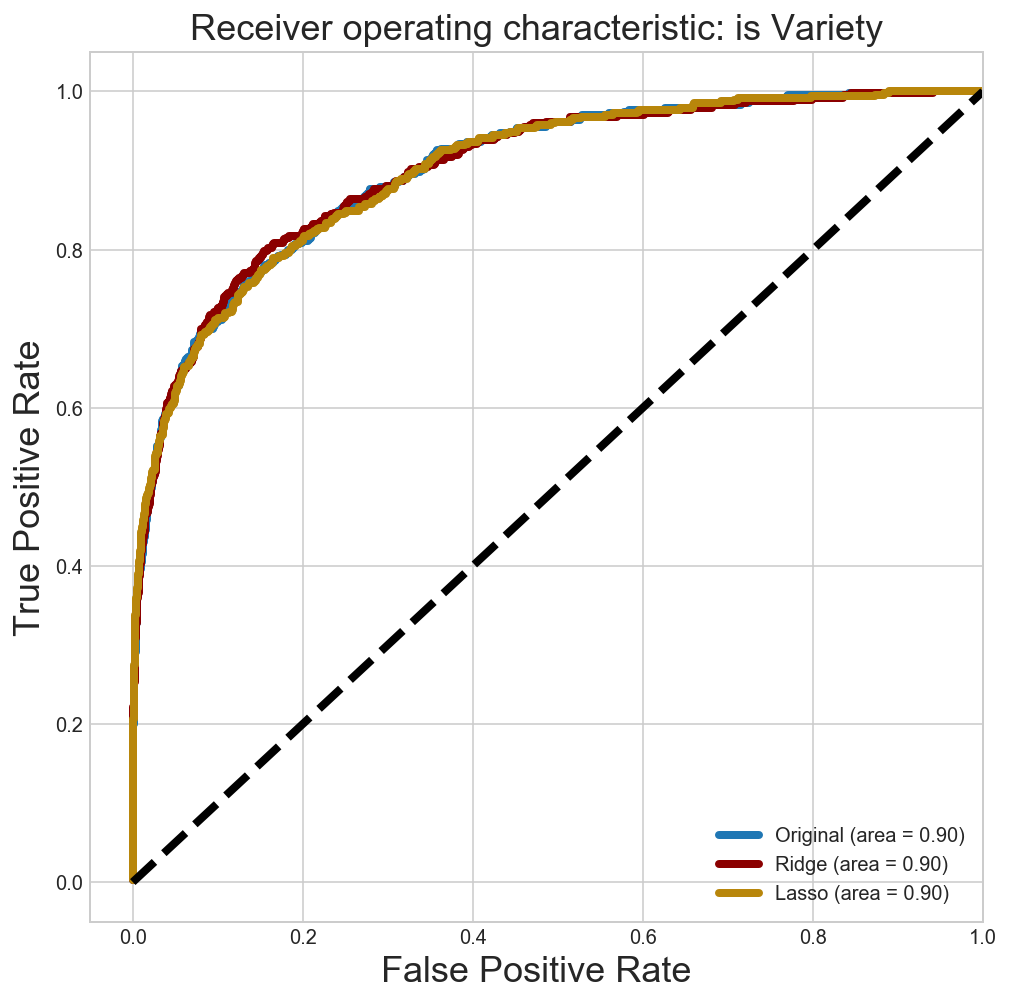 Receiver operating characteristic: is Variety
1.0
0.8
0.6
0.4
0.2
0.0
True Positive Rate
Original (area = 0.90)
Ridge (area = 0.90)
Lasso (area = 0.90)
0.0 0.2 0.4 0.6 0.8 1.0
False Positive Rate